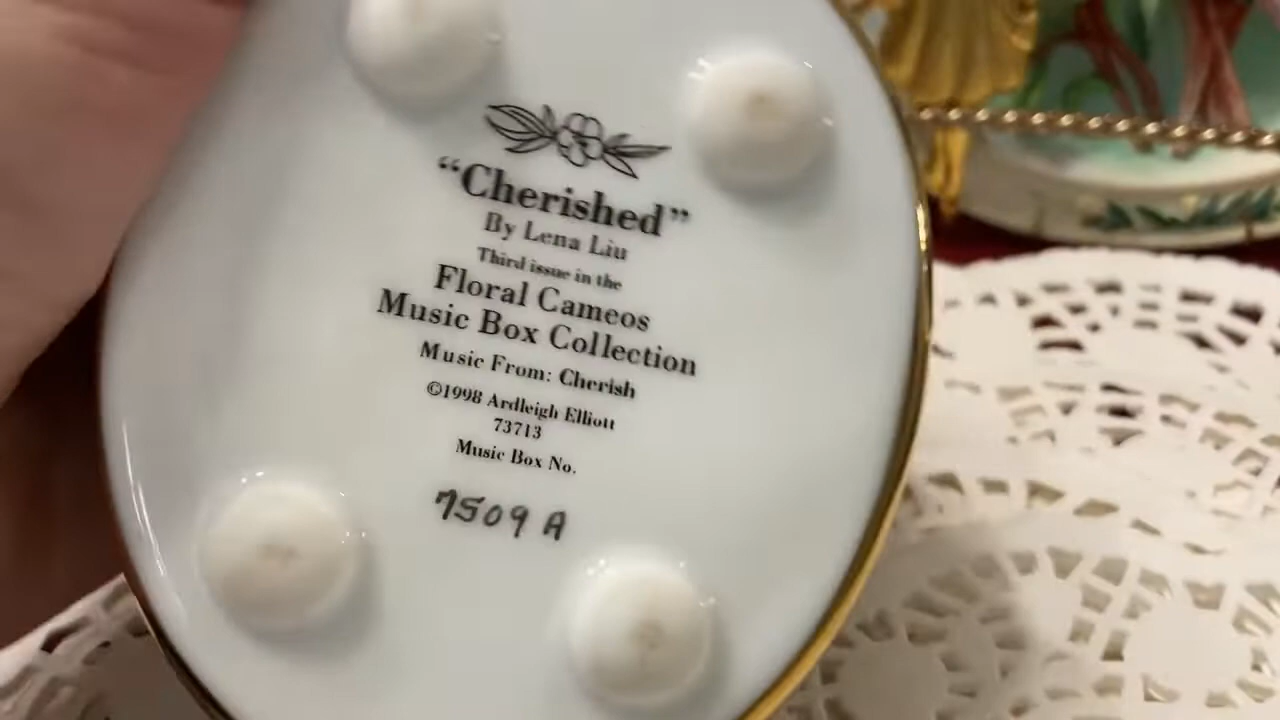 “Cherished”
By Lena Liu
Third issue in the
Floral Cameos
Music Box Collection
Music From: Cherish
©1998 Ardleigh Elliott
73713
Music Box No.
7509 A